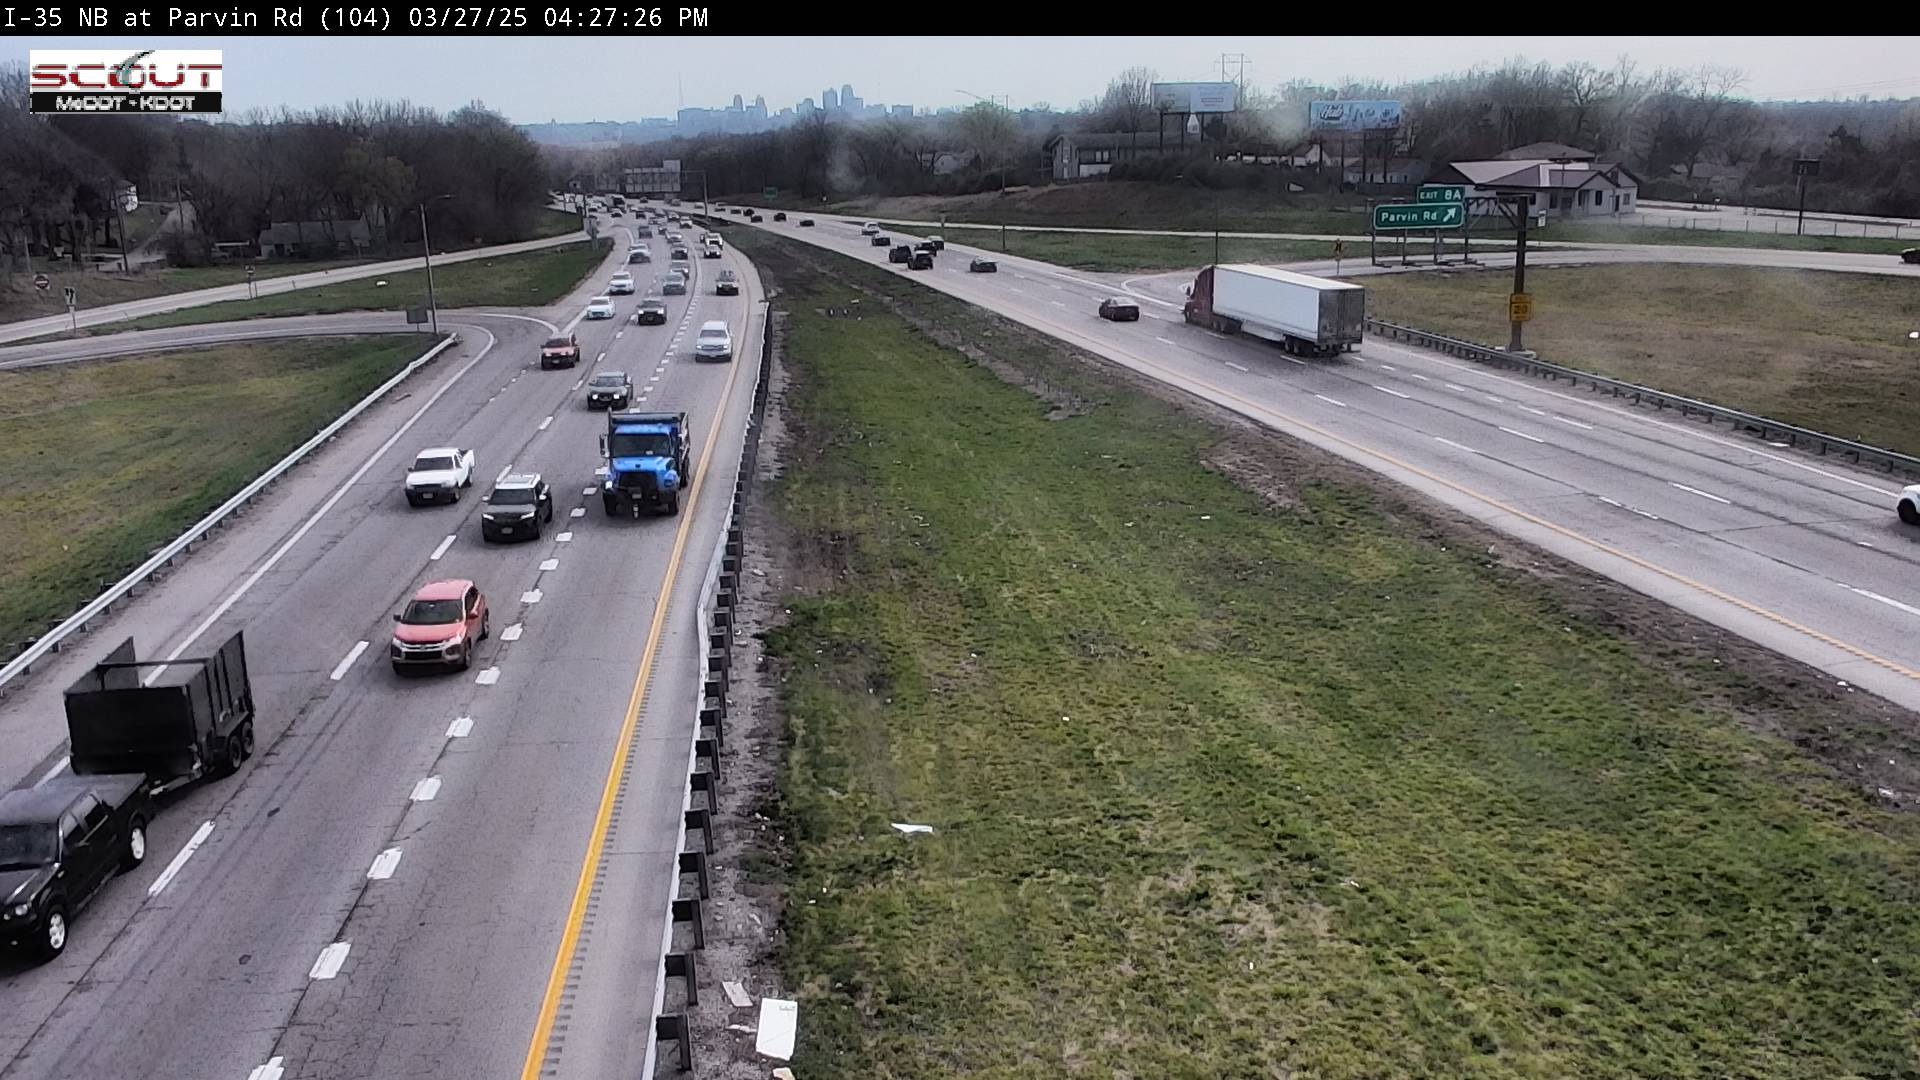 I-35 NB at Parvin Rd (104) 03/27/25 04:27:26 PM
SCOUT
MoDOT - KDOT
EXIT 8A
Parvin Rd